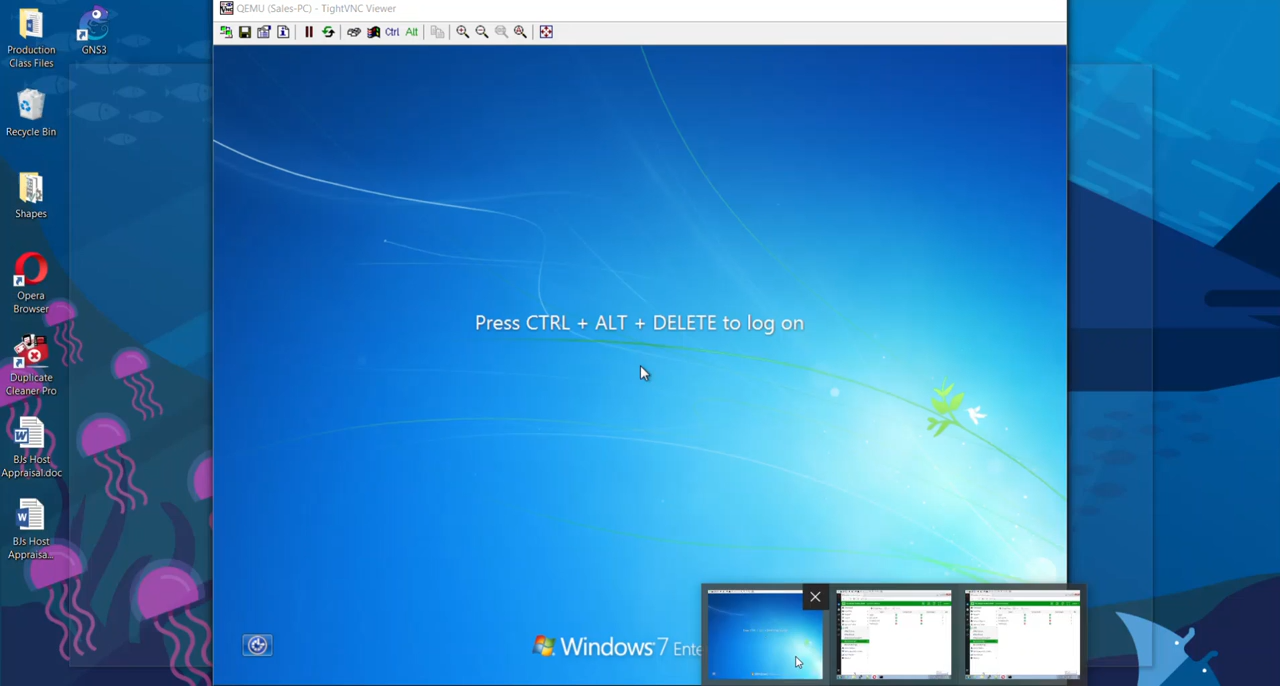 QEMU (Sales-PC) - TightVNC Viewer
Ctrl Alt
Production
Class Files
GNS3
Recycle Bin
Shapes
Opera
Browser
Duplicate
Cleaner Pro
BJs Host
Appraisal.doc
BJs Host
Appraisa...
Press CTRL + ALT + DELETE to log on
Windows 7 Ente